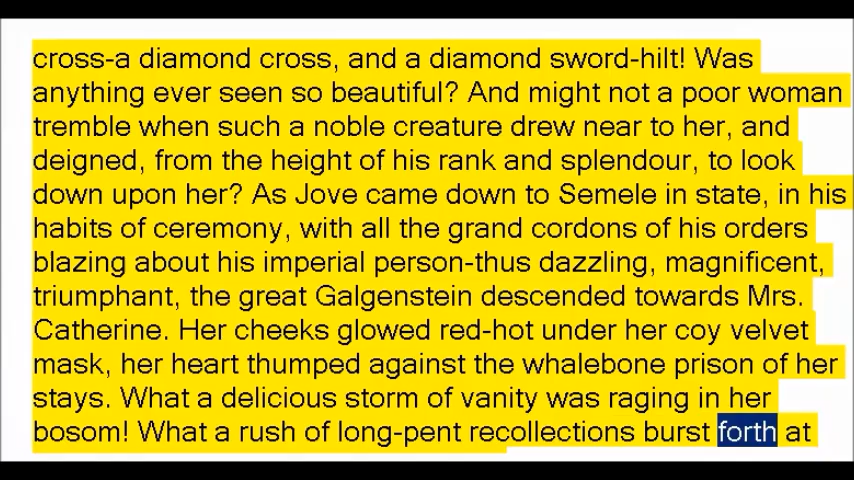 cross-a diamond cross, and a diamond sword-hilt! Was
anything ever seen so beautiful? And might not a poor woman
tremble when such a noble creature drew near to her, and
deigned, from the height of his rank and splendour, to look
down upon her? As Jove came down to Semele in state, in his
habits of ceremony, with all the grand cordons of his orders
blazing about his imperial person-thus dazzling, magnificent,
triumphant, the great Galgenstein descended towards Mrs.
Catherine. Her cheeks glowed red-hot under her coy velvet
mask, her heart thumped against the whalebone prison of her
stays. What a delicious storm of vanity was raging in her
bosom! What a rush of long-pent recollections burst forth at